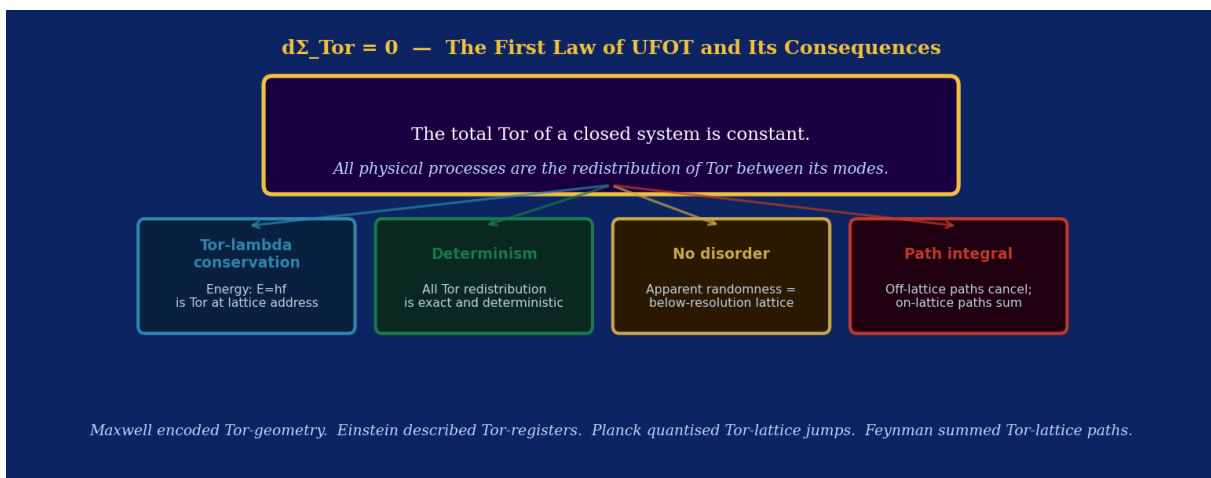 dΣ_Tor = 0 — The First Law of UFOT and Its Consequences
The total Tor of a closed system is constant.
All physical processes are the redistribution of Tor between its modes.
Tor-lambda
conservation
Energy: E=hf
is Tor at lattice address
Determinism
All Tor redistribution
is exact and deterministic
No disorder
Apparent randomness =
below-resolution lattice
Path integral
Off-lattice paths cancel;
on-lattice paths sum
Maxwell encoded Tor-geometry. Einstein described Tor-registers. Planck quantised Tor-lattice jumps. Feynman summed Tor-lattice paths.